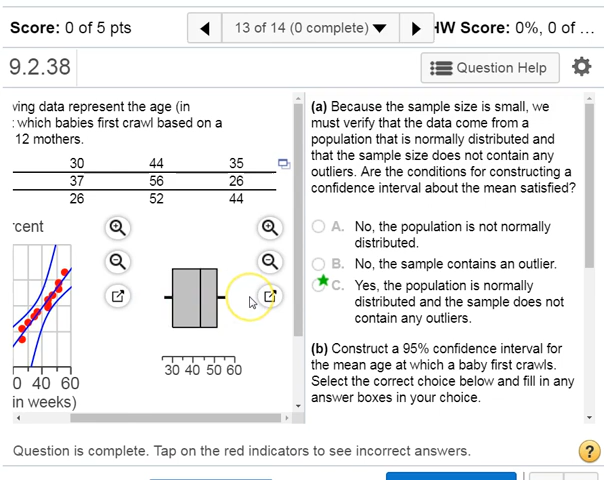 Score: 0 of 5 pts
13 of 14 (0 complete)
HW Score: 0%, 0 of ...
9.2.38
Question Help
ving data represent the age (in
: which babies first crawl based on a
12 mothers.
30 44 35
37 56 26
26 52 44
cent
0 40 60
in weeks)
30 40 50 60
(a) Because the sample size is small, we
must verify that the data come from a
population that is normally distributed and
that the sample size does not contain any
outliers. Are the conditions for constructing a
confidence interval about the mean satisfied?
A. No, the population is not normally
distributed.
B. No, the sample contains an outlier.
C. Yes, the population is normally
distributed and the sample does not
contain any outliers.
(b) Construct a 95% confidence interval for
the mean age at which a baby first crawls.
Select the correct choice below and fill in any
answer boxes in your choice.
Question is complete. Tap on the red indicators to see incorrect answers.
?